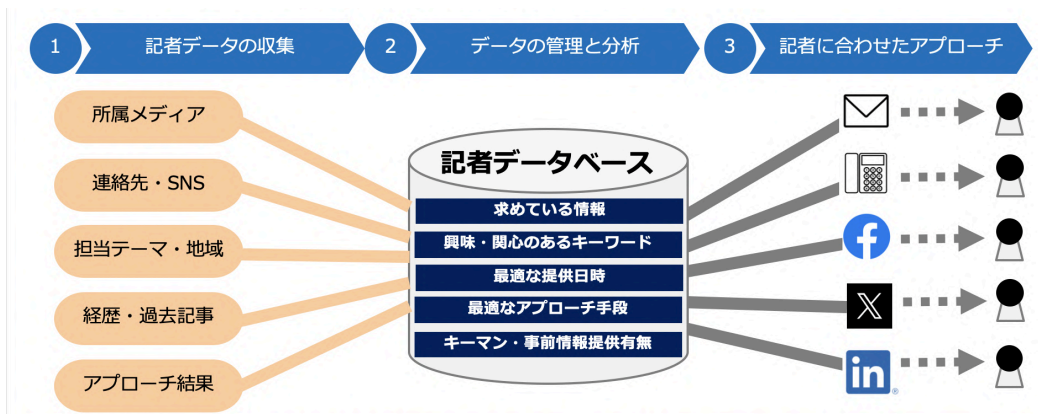 1
記者データの収集
2
データの管理と分析
3
記者に合わせたアプローチ
所属メディア
連絡先・SNS
担当テーマ・地域
経歴・過去記事
アプローチ結果
記者データベース
求めている情報
興味・関心のあるキーワード
最適な提供日時
最適なアプローチ手段
キーマン・事前情報提供有無
f
X
in
®